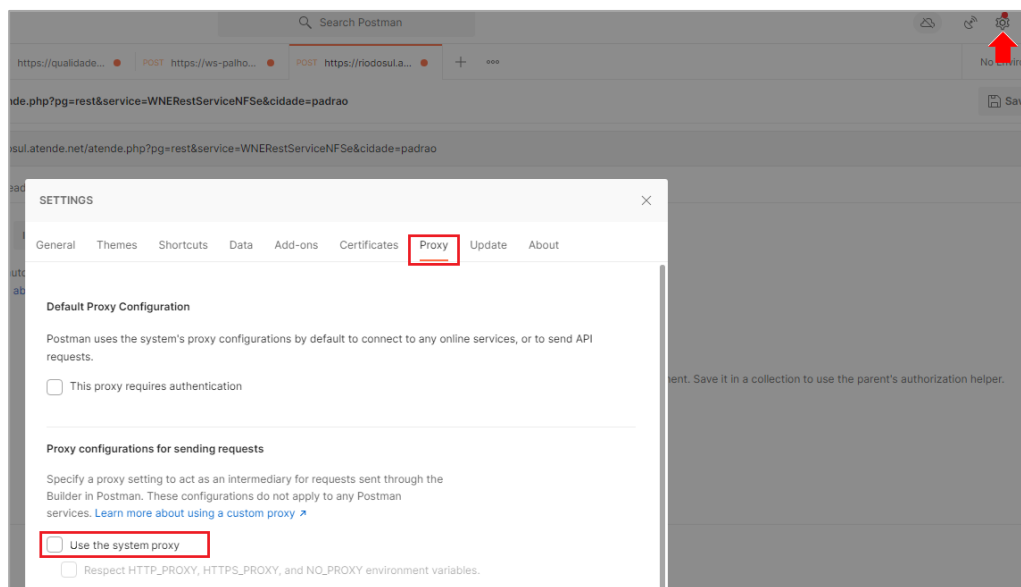 Search Postman
https://qualidade... POST https://ws-palho... POST https://riodosul.a... No
de.php?pg=rest&service=WNERestServiceNFSe&cidade=padrao
sul.atende.net/atende.php?pg=rest&service=WNERestServiceNFSe&cidade=padrao
SETTINGS
General Themes Shortcuts Data Add-ons Certificates Proxy Update About
Default Proxy Configuration
Postman uses the system's proxy configurations by default to connect to any online services, or to send API
requests.
This proxy requires authentication
Save it in a collection to use the parent's authorization helper.
Proxy configurations for sending requests
Specify a proxy setting to act as an intermediary for requests sent through the
Builder in Postman. These configurations do not apply to any Postman
services. Learn more about using a custom proxy ↗
Use the system proxy
Respect HTTP_PROXY, HTTPS_PROXY, and NO_PROXY environment variables.